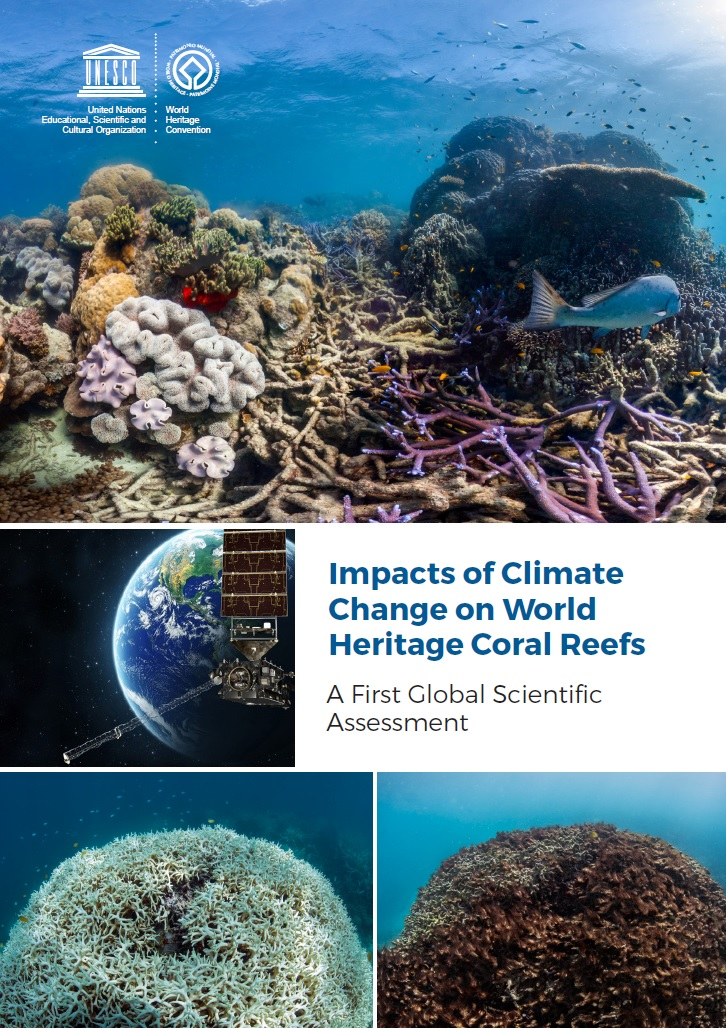 UNESCO
United Nations
Educational, Scientific and
Cultural Organization
World
Heritage
Convention
Impacts of Climate
Change on World
Heritage Coral Reefs
A First Global Scientific
Assessment